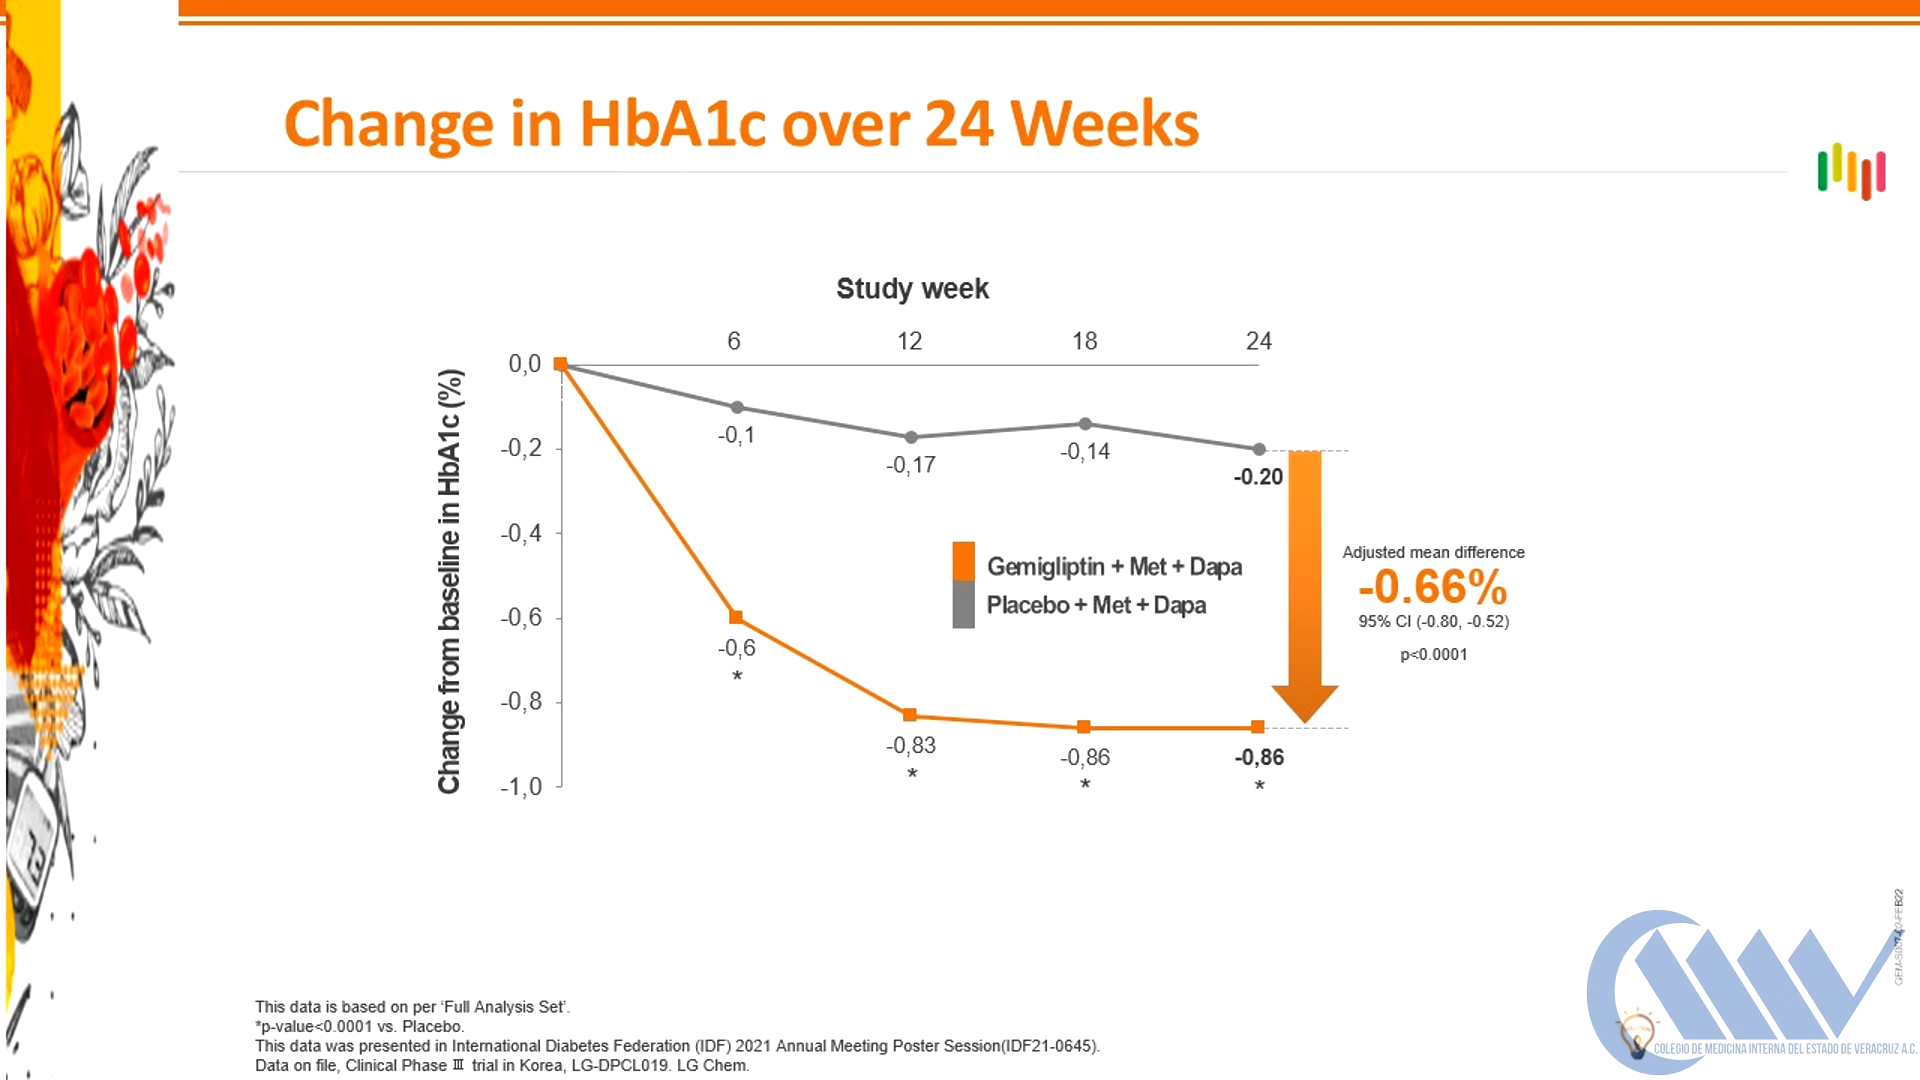 Change in HbA1c over 24 Weeks
Study week
6 12 18 24
Change from baseline in HbA1c (%)
0,0
-0,2
-0,4
-0,6
-0,8
-1,0
-0,1
-0,17
-0,14
-0.20
-0,6
*
-0,83
*
-0,86
*
-0,86
*
Gemigliptin + Met + Dapa
Placebo + Met + Dapa
Adjusted mean difference
-0.66%
95% CI (-0.80, -0.52)
p<0.0001
This data is based on per ‘Full Analysis Set’.
*p-value<0.0001 vs. Placebo.
This data was presented in International Diabetes Federation (IDF) 2021 Annual Meeting Poster Session(IDF21-0645).
Data on file, Clinical Phase Ⅲ trial in Korea, LG-DPCL019. LG Chem.
COLEGIO DE MEDICINA INTERNA DEL ESTADO DE VERACRUZ A.C.